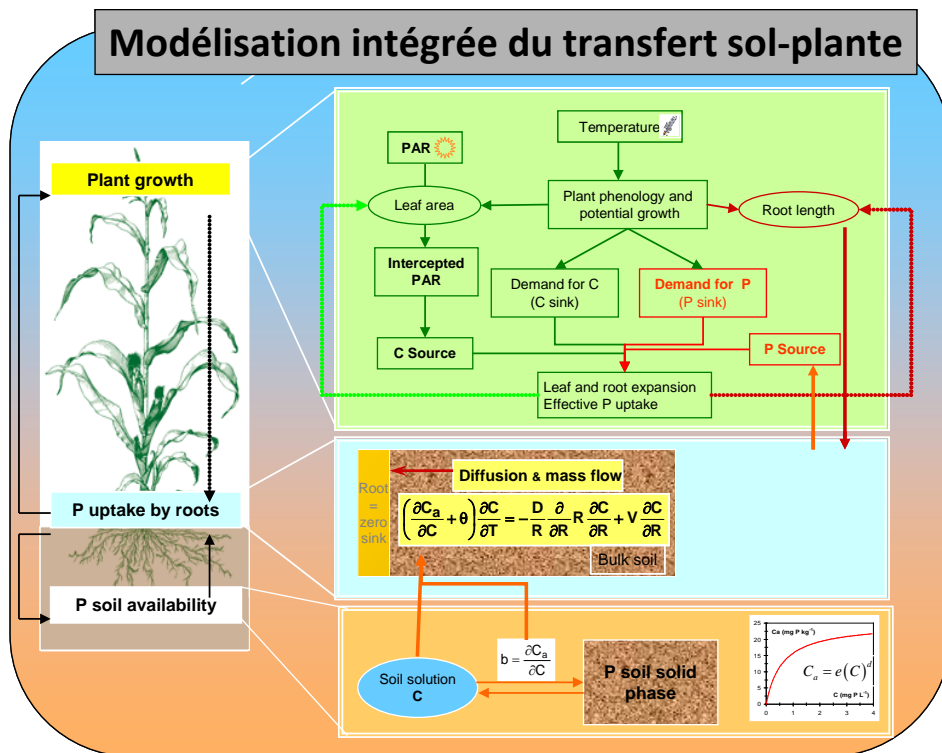 Modélisation intégrée du transfert sol-plante
Plant growth
P uptake by roots
P soil availability
Temperature
PAR
Leaf area
Plant phenology and
potential growth
Root length
Intercepted
PAR
Demand for C
(C sink)
Demand for P
(P sink)
C Source
P Source
Leaf and root expansion
Effective P uptake
Root
=
zero
sink
Diffusion & mass flow
(∂Cₐ/∂C + θ) ∂C/∂T = −D/R ∂/∂R R ∂C/∂R + V ∂C/∂R
Bulk soil
b = ∂Cₐ/∂C
Soil solution
C
P soil solid
phase
Ca (mg P kg⁻¹)
25
20
15
10
5
0
Cₐ = e(C)ᵈ
C (mg P L⁻¹)
0 1 2 3 4